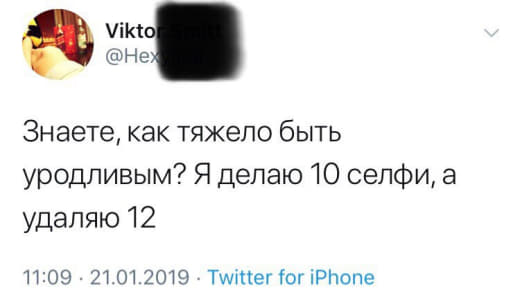 Viktor
@Hex
Знаете, как тяжело быть
уродливым? Я делаю 10 селфи, а
удаляю 12
11:09 · 21.01.2019 · Twitter for iPhone